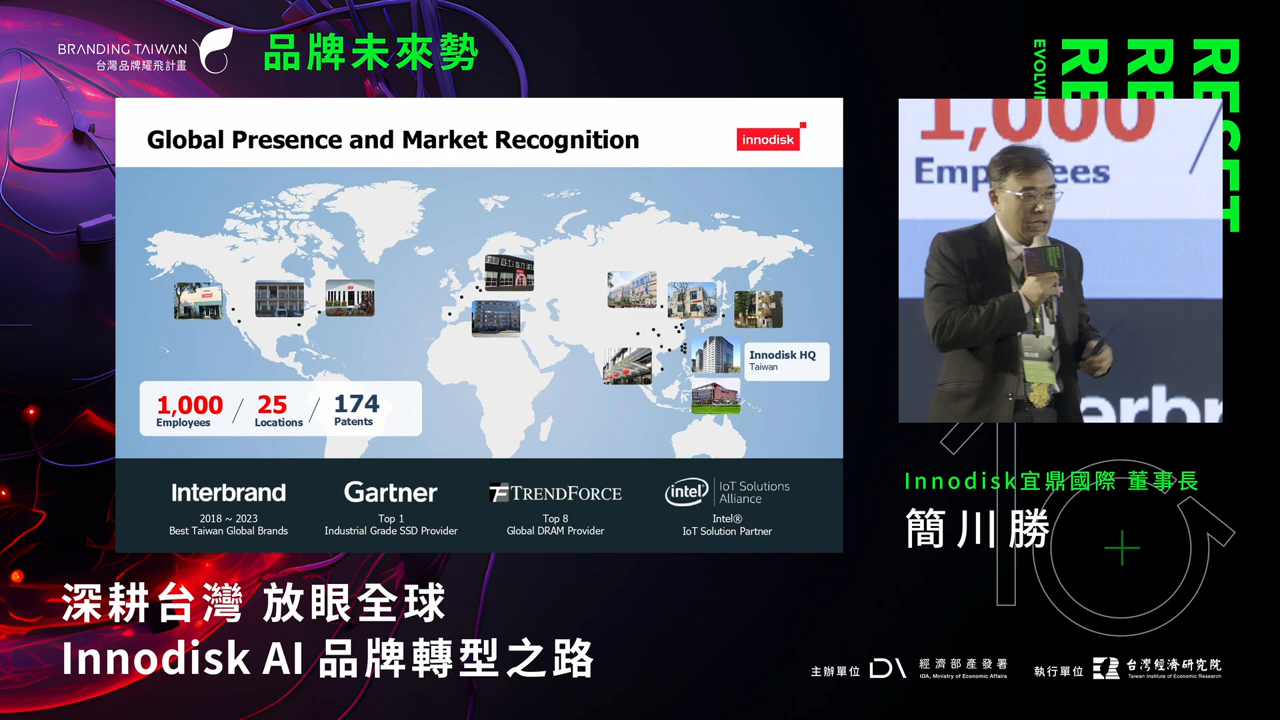 BRANDING TAIWAN
台灣品牌耀飛計畫
品牌未來勢
Global Presence and Market Recognition
innodisk
Innodisk HQ
Taiwan
1,000
Employees
25
Locations
174
Patents
Interbrand
2018 ~ 2023
Best Taiwan Global Brands
Gartner
Top 1
Industrial Grade SSD Provider
TRENDFORCE
Top 8
Global DRAM Provider
intel
IoT Solutions
Alliance
Intel®
IoT Solution Partner
1,000
Innodisk宜鼎國際 董事長
簡川勝
深耕台灣 放眼全球
Innodisk AI 品牌轉型之路
主辦單位
經濟部產發署
IDA, Ministry of Economic Affairs
執行單位
台灣經濟研究院
Taiwan Institute of Economic Research